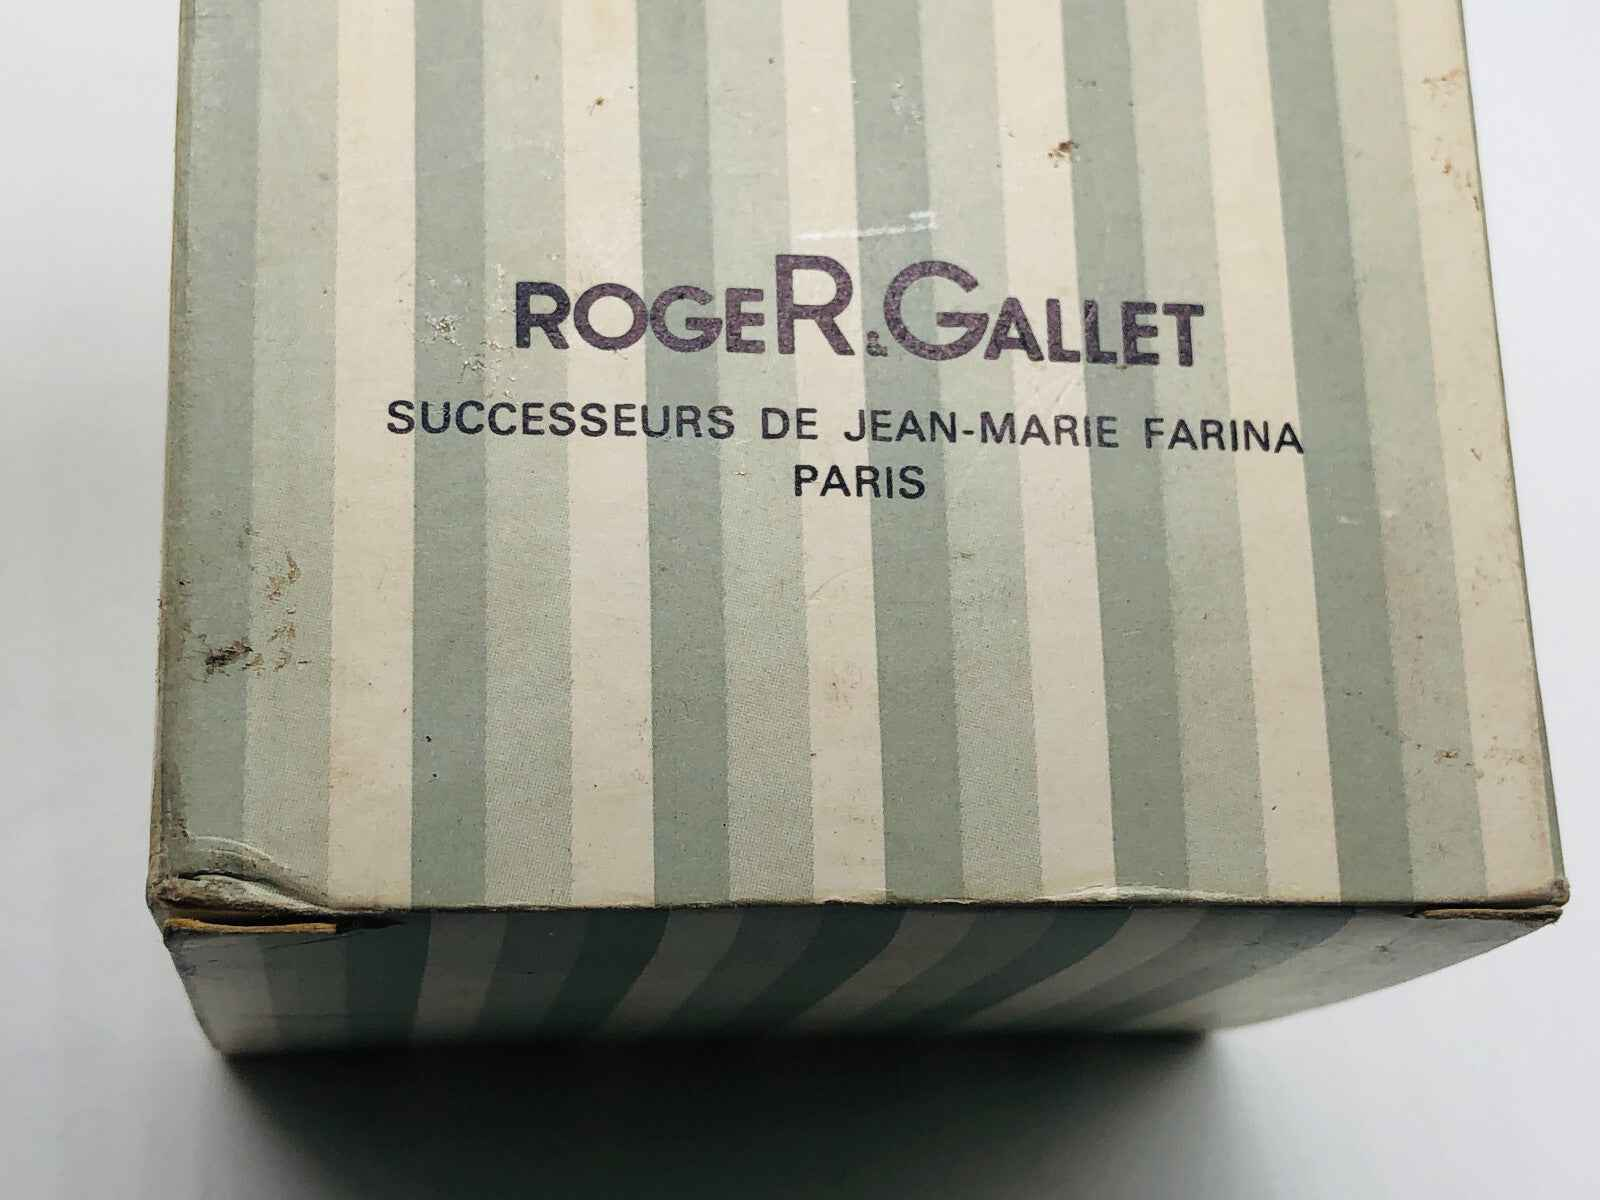 ROGER & GALLET
SUCCESSEURS DE JEAN-MARIE FARINA
PARIS